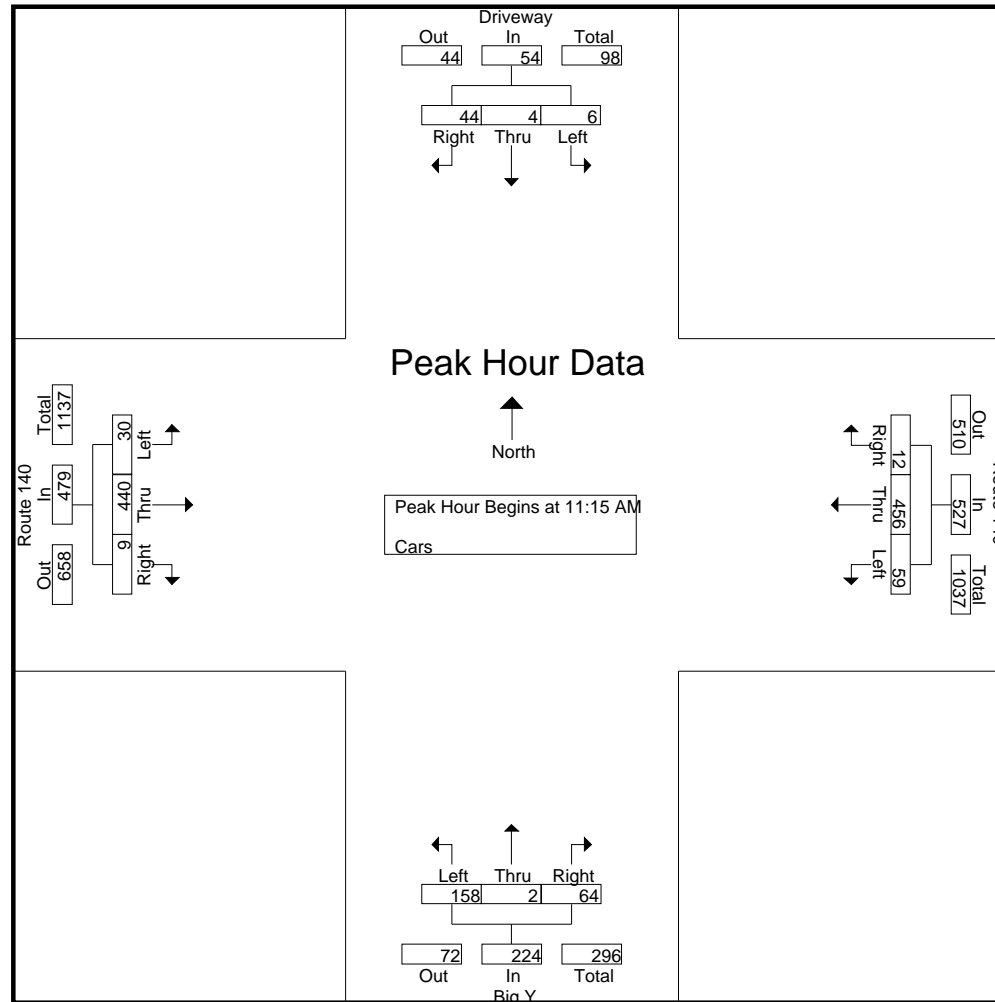 Driveway
Out In Total
44 54 98
44 4 6
Right Thru Left
Peak Hour Data
North
Peak Hour Begins at 11:15 AM
Cars
Route 140
Total In Out
1137 479 658
30 440 9
Left Thru Right
Out In Total
510 527 1037
12 456 59
Right Thru Left
Left Thru Right
158 2 64
72 224 296
Out In Total
Big Y